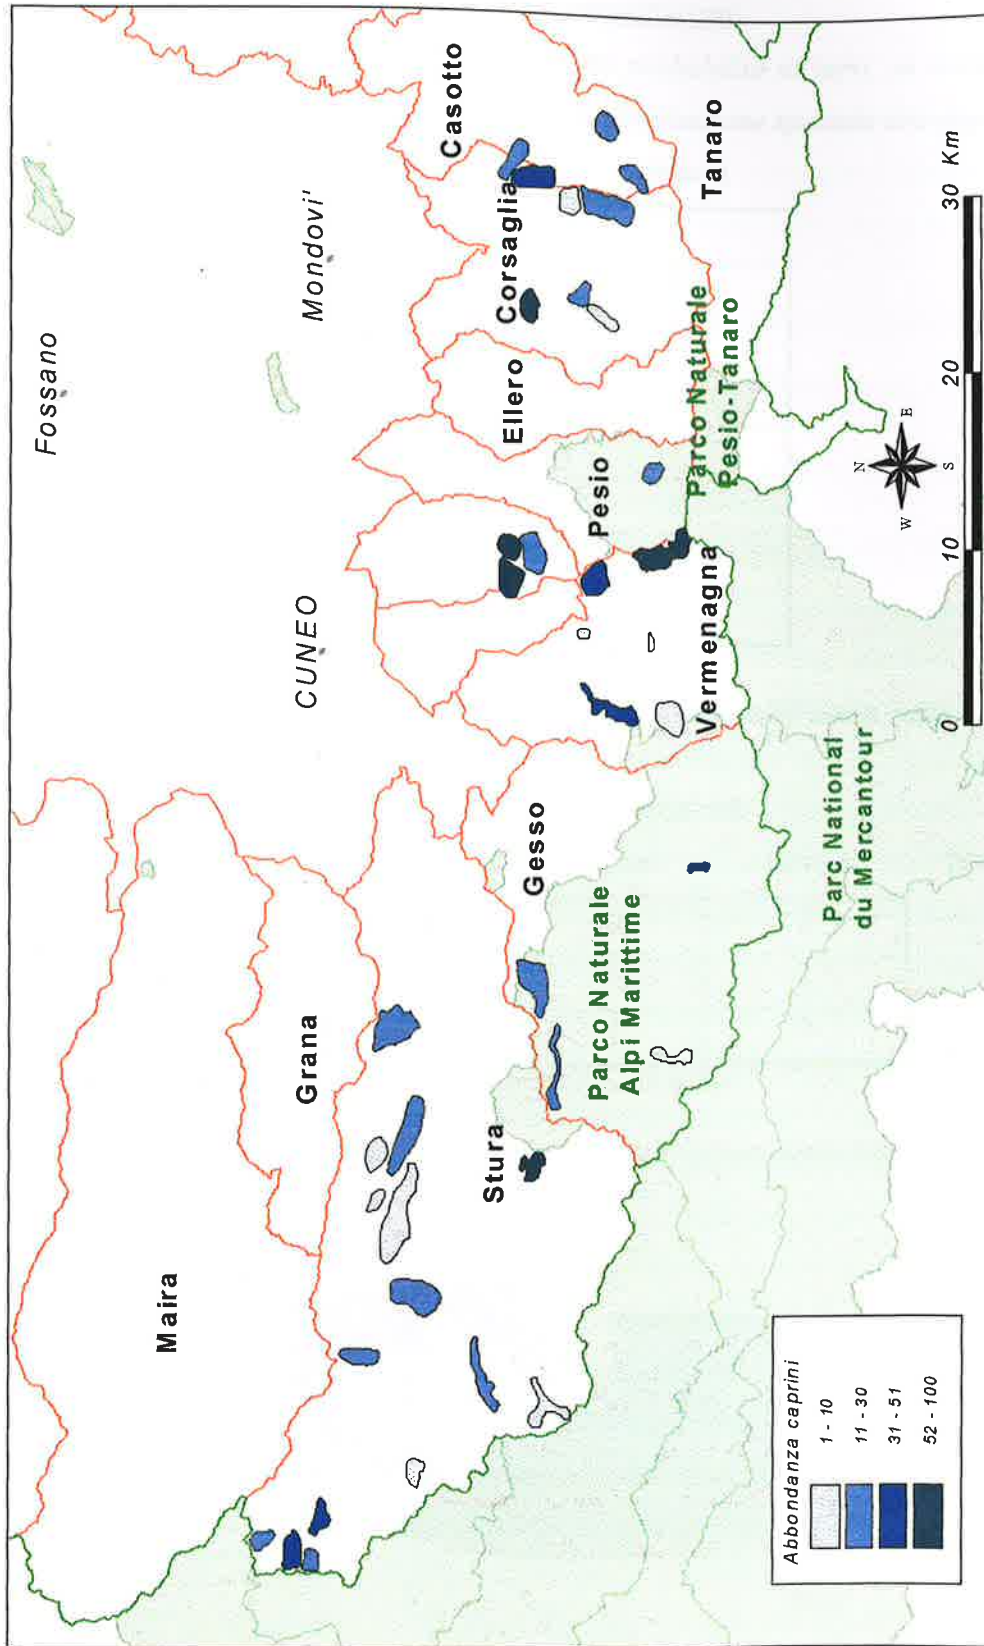 Fossano
Mondovi'
CUNEO
Casotto
Corsaglia
Ellero
Pesio
Tanaro
Parco Naturale
Pesio-Tanaro
Vermenagna
Maira
Grana
Gesso
Stura
Parco Naturale
Alpi Marittime
Parc National
du Mercantour
N
W
E
S
0
10
20
30 Km
Abbondanza caprini
1 - 10
11 - 30
31 - 51
52 - 100